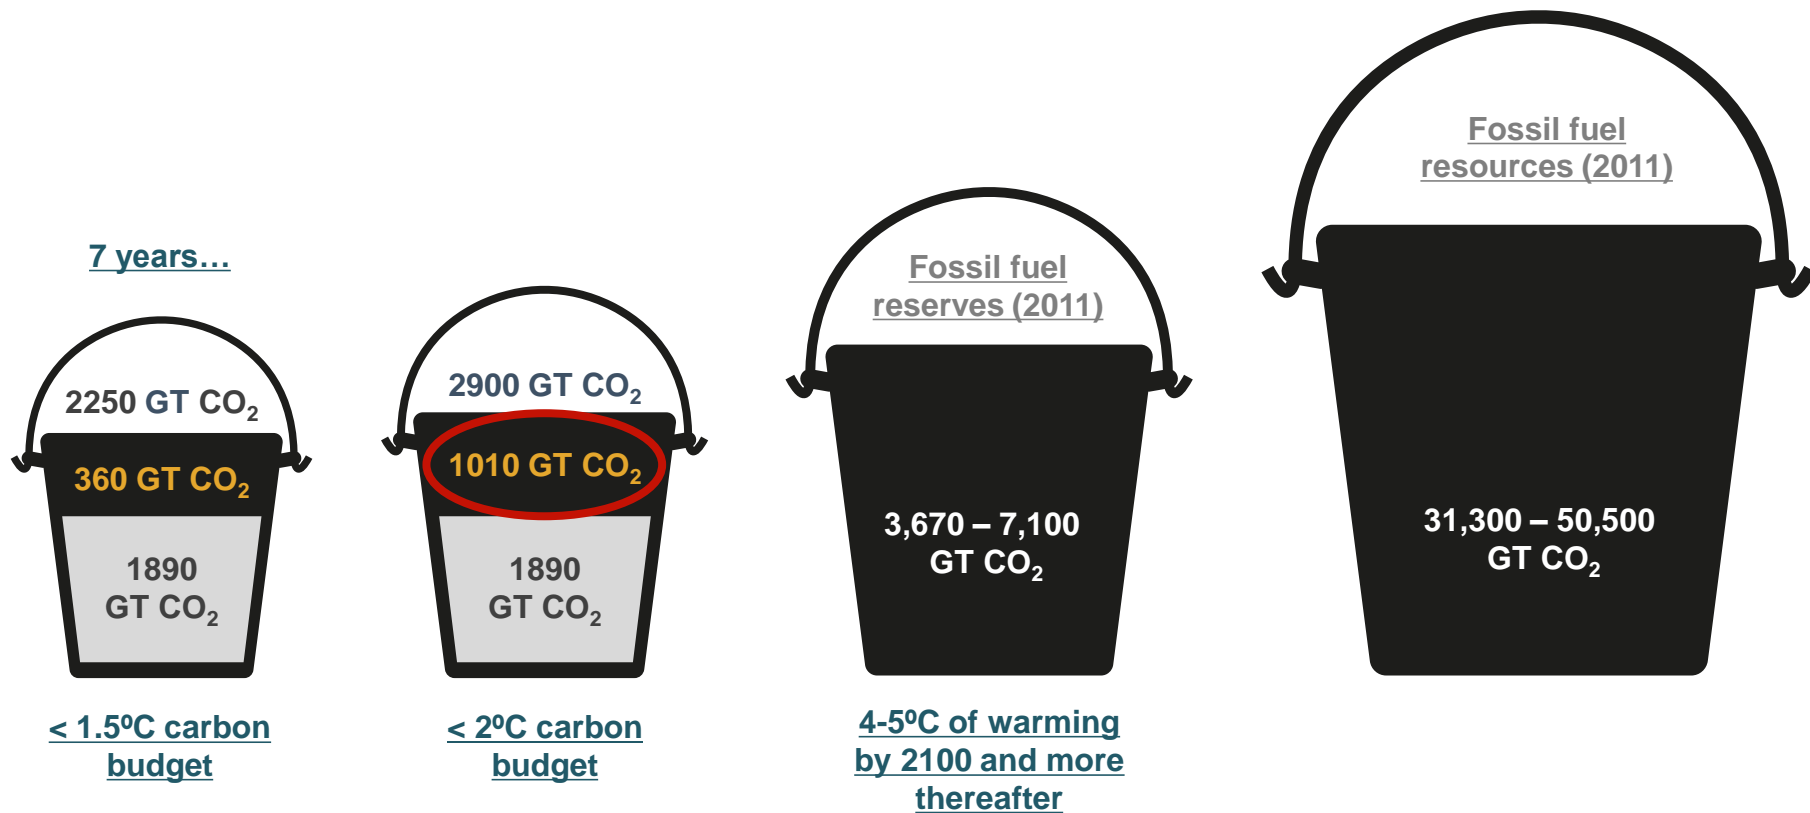 7 years…
2250 GT CO₂
360 GT CO₂
1890
GT CO₂
< 1.5ºC carbon
budget
2900 GT CO₂
1010 GT CO₂
1890
GT CO₂
< 2ºC carbon
budget
Fossil fuel
reserves (2011)
3,670 – 7,100
GT CO₂
4-5ºC of warming
by 2100 and more
thereafter
Fossil fuel
resources (2011)
31,300 – 50,500
GT CO₂